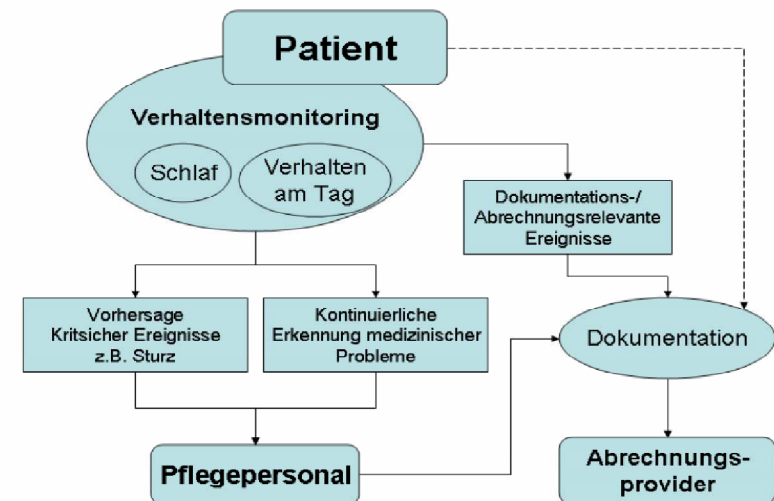 Patient
Verhaltensmonitoring
Schlaf
Verhalten
am Tag
Dokumentations-/
Abrechnungsrelevante
Ereignisse
Vorhersage
Kritsicher Ereignisse
z.B. Sturz
Kontinuierliche
Erkennung medizinischer
Probleme
Dokumentation
Pflegepersonal
Abrechnungs-
provider